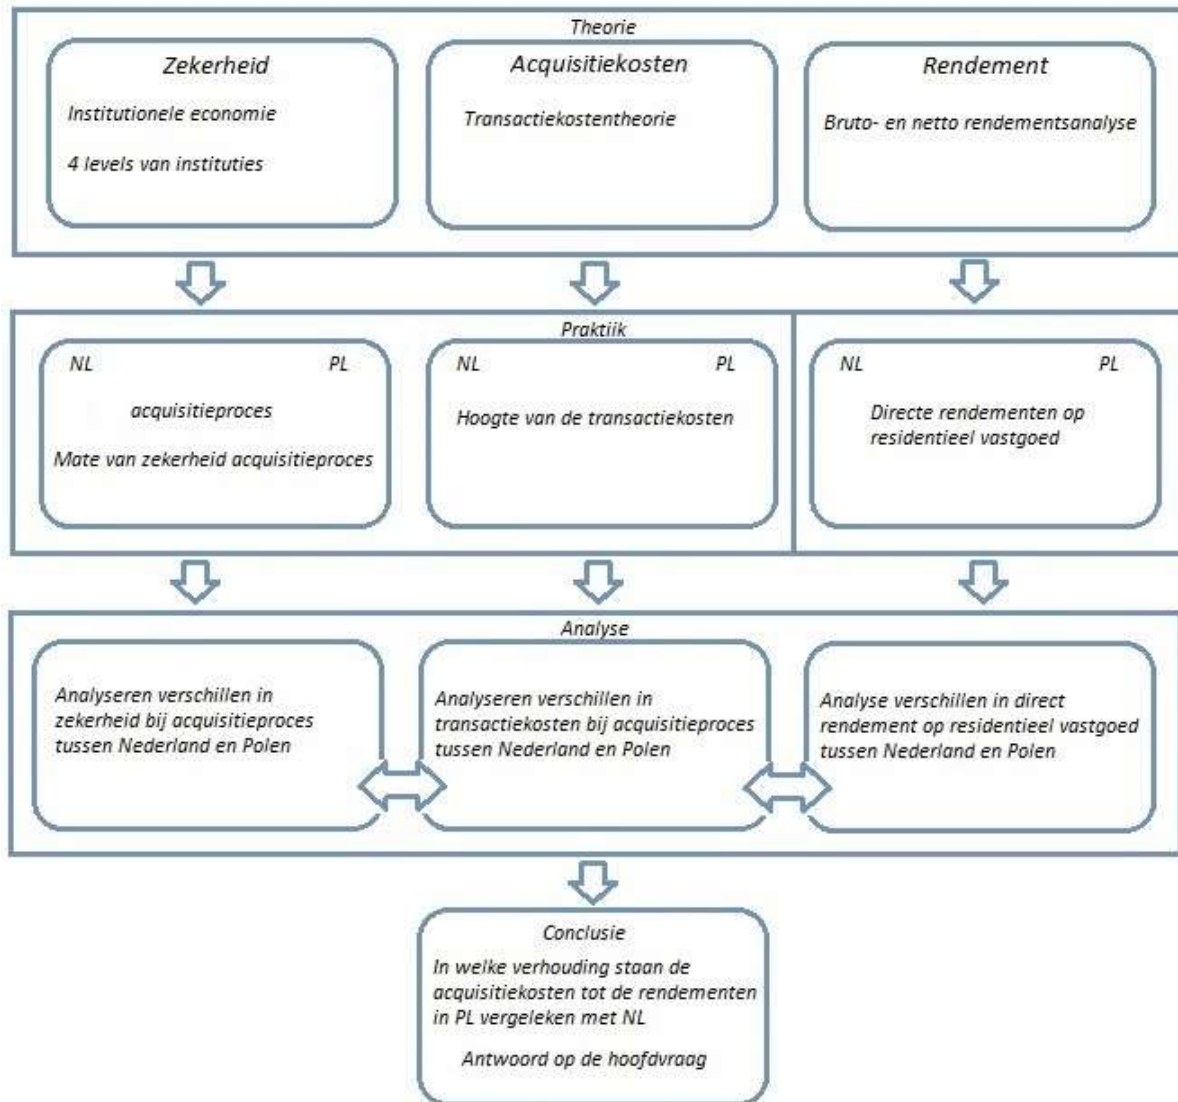 Theorie
Zekerheid
Institutionele economie
4 levels van instituties
Acquisitiekosten
Transactiekostentheorie
Rendement
Bruto- en netto rendementsanalyse
Praktijk
NL PL
acquisitieproces
Mate van zekerheid acquisitieproces
NL PL
Hoogte van de transactiekosten
NL PL
Directe rendementen op
residentieel vastgoed
Analyse
Analyseren verschillen in
zekerheid bij acquisitieproces
tussen Nederland en Polen
Analyseren verschillen in
transactiekosten bij acquisitieproces
tussen Nederland en Polen
Analyse verschillen in direct
rendement op residentieel vastgoed
tussen Nederland en Polen
Conclusie
In welke verhouding staan de
acquisitiekosten tot de rendementen
in PL vergeleken met NL
Antwoord op de hoofdvraag